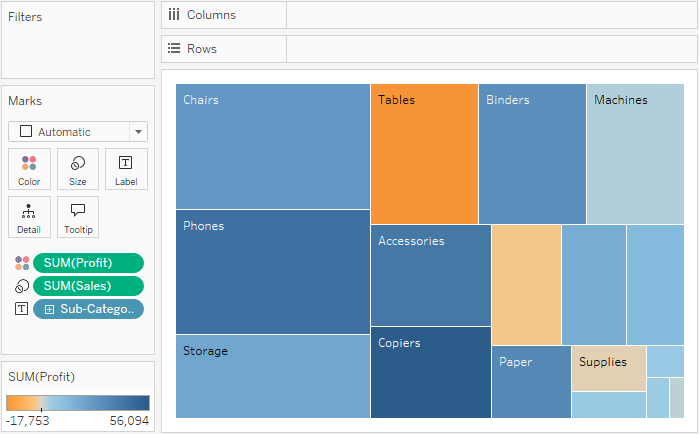 Filters
Columns
Rows
Marks
Automatic
Color
Size
Label
Detail
Tooltip
SUM(Profit)
SUM(Sales)
Sub-Catego..
SUM(Profit)
-17,753
56,094
Chairs
Tables
Binders
Machines
Phones
Accessories
Storage
Copiers
Paper
Supplies